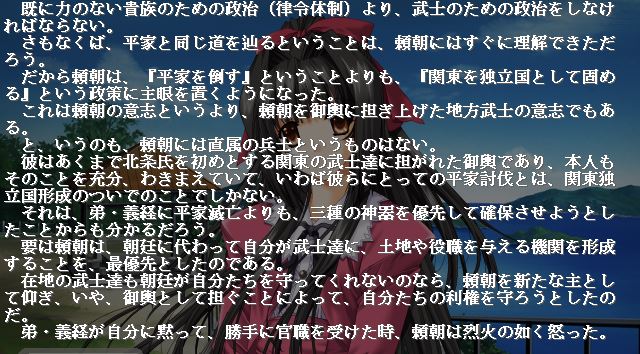 既に力のない貴族のための政治（律令体制）より、武士のための政治をしなけ
ればならない。
　さもなくば、平家と同じ道を辿るということは、頼朝にはすぐに理解できただ
ろう。
　だから頼朝は、『平家を倒す』ということよりも、『関東を独立国として固め
る』という政策に主眼を置くようになった。
　これは頼朝の意志というより、頼朝を御輿に担ぎ上げた地方武士の意志でもあ
る。
　と、いうのも、頼朝には直属の兵士というものはない。
　彼はあくまで北条氏を初めとする関東の武士達に担がれた御輿であり、本人も
そのことを充分、わきまえていて、いわば彼らにとっての平家討伐とは、関東独
立国形成のついでのことでしかない。
　それは、弟・義経に平家滅亡よりも、三種の神器を優先して確保させようとし
たことからも分かるだろう。
　要は頼朝は、朝廷に代わって自分が武士達に、土地や役職を与える機関を形成
することを、最優先としたのである。
　在地の武士達も朝廷が自分たちを守ってくれないのなら、頼朝を新たな主とし
て仰ぎ、いや、御輿として担ぐことによって、自分たちの利権を守ろうとしたの
だ。
　弟・義経が自分に黙って、勝手に官職を受けた時、頼朝は烈火の如く怒った。